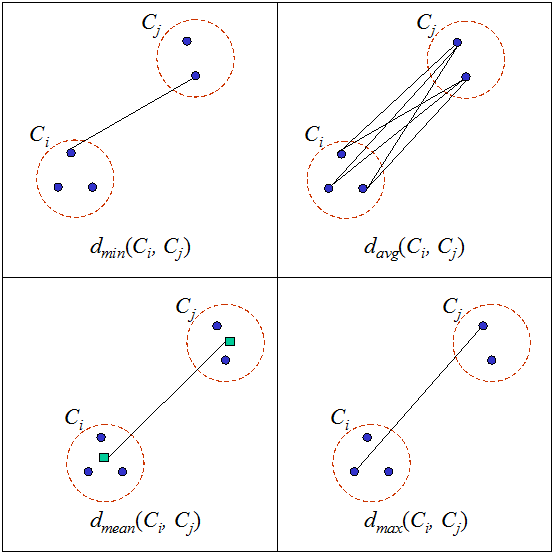 C_j
C_i
d_min(C_i, C_j)
C_j
C_i
d_avg(C_i, C_j)
C_j
C_i
d_mean(C_i, C_j)
C_j
C_i
d_max(C_i, C_j)